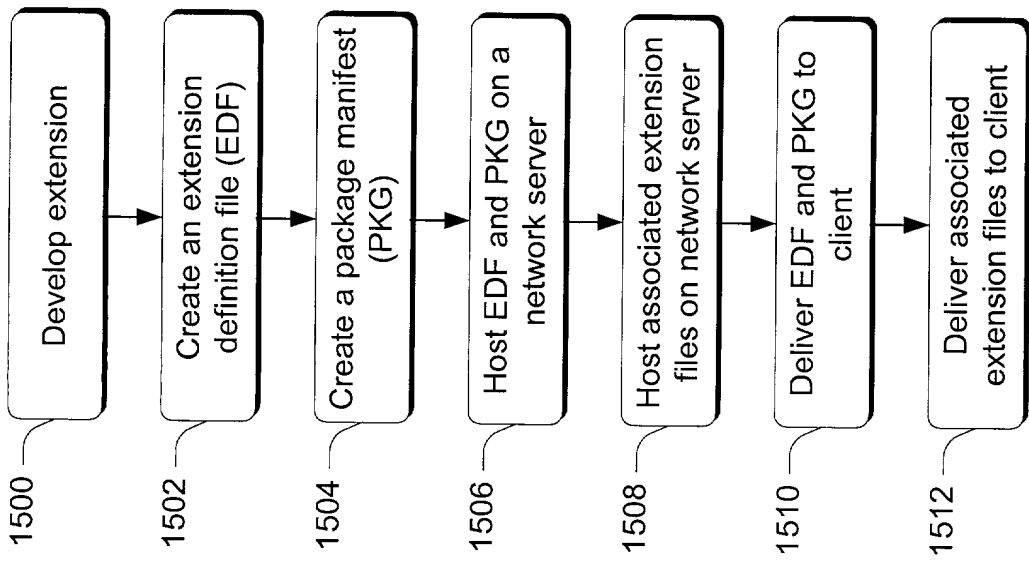 1500
Develop extension
1502
Create an extension
definition file (EDF)
1504
Create a package manifest
(PKG)
1506
Host EDF and PKG on a
network server
1508
Host associated extension
files on network server
1510
Deliver EDF and PKG to
client
1512
Deliver associated
extension files to client